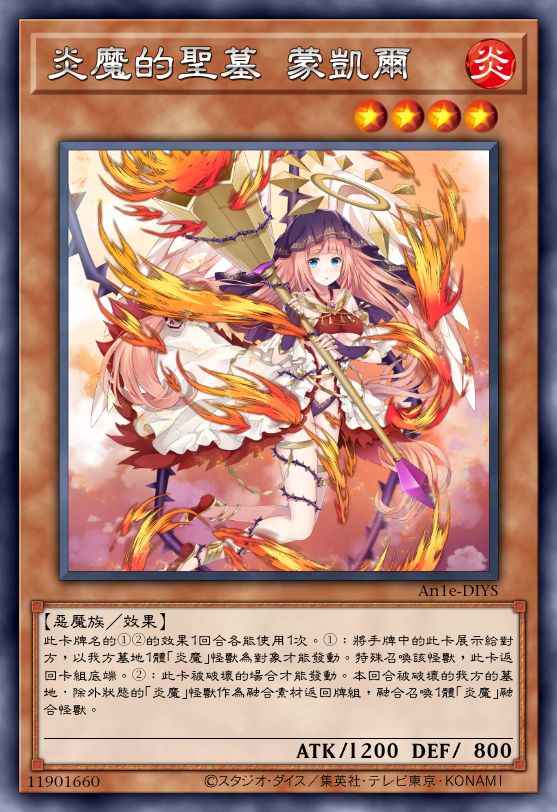 炎魔的聖墓 蒙凱爾
炎
An1e-DIYS
【惡魔族／效果】
此卡牌名的①②的效果1回合各能使用1次。①：將手牌中的此卡展示給對
方，以我方墓地1體「炎魔」怪獸為對象才能發動。特殊召喚該怪獸，此卡返
回卡組底端。②：此卡被破壞的場合才能發動。本回合被破壞的我方的墓
地·除外狀態的「炎魔」怪獸作為融合素材返回牌組，融合召喚1體「炎魔」融
合怪獸。
ATK/1200 DEF/ 800
11901660
©スタジオ・ダイス／集英社・テレビ東京・KONAMI